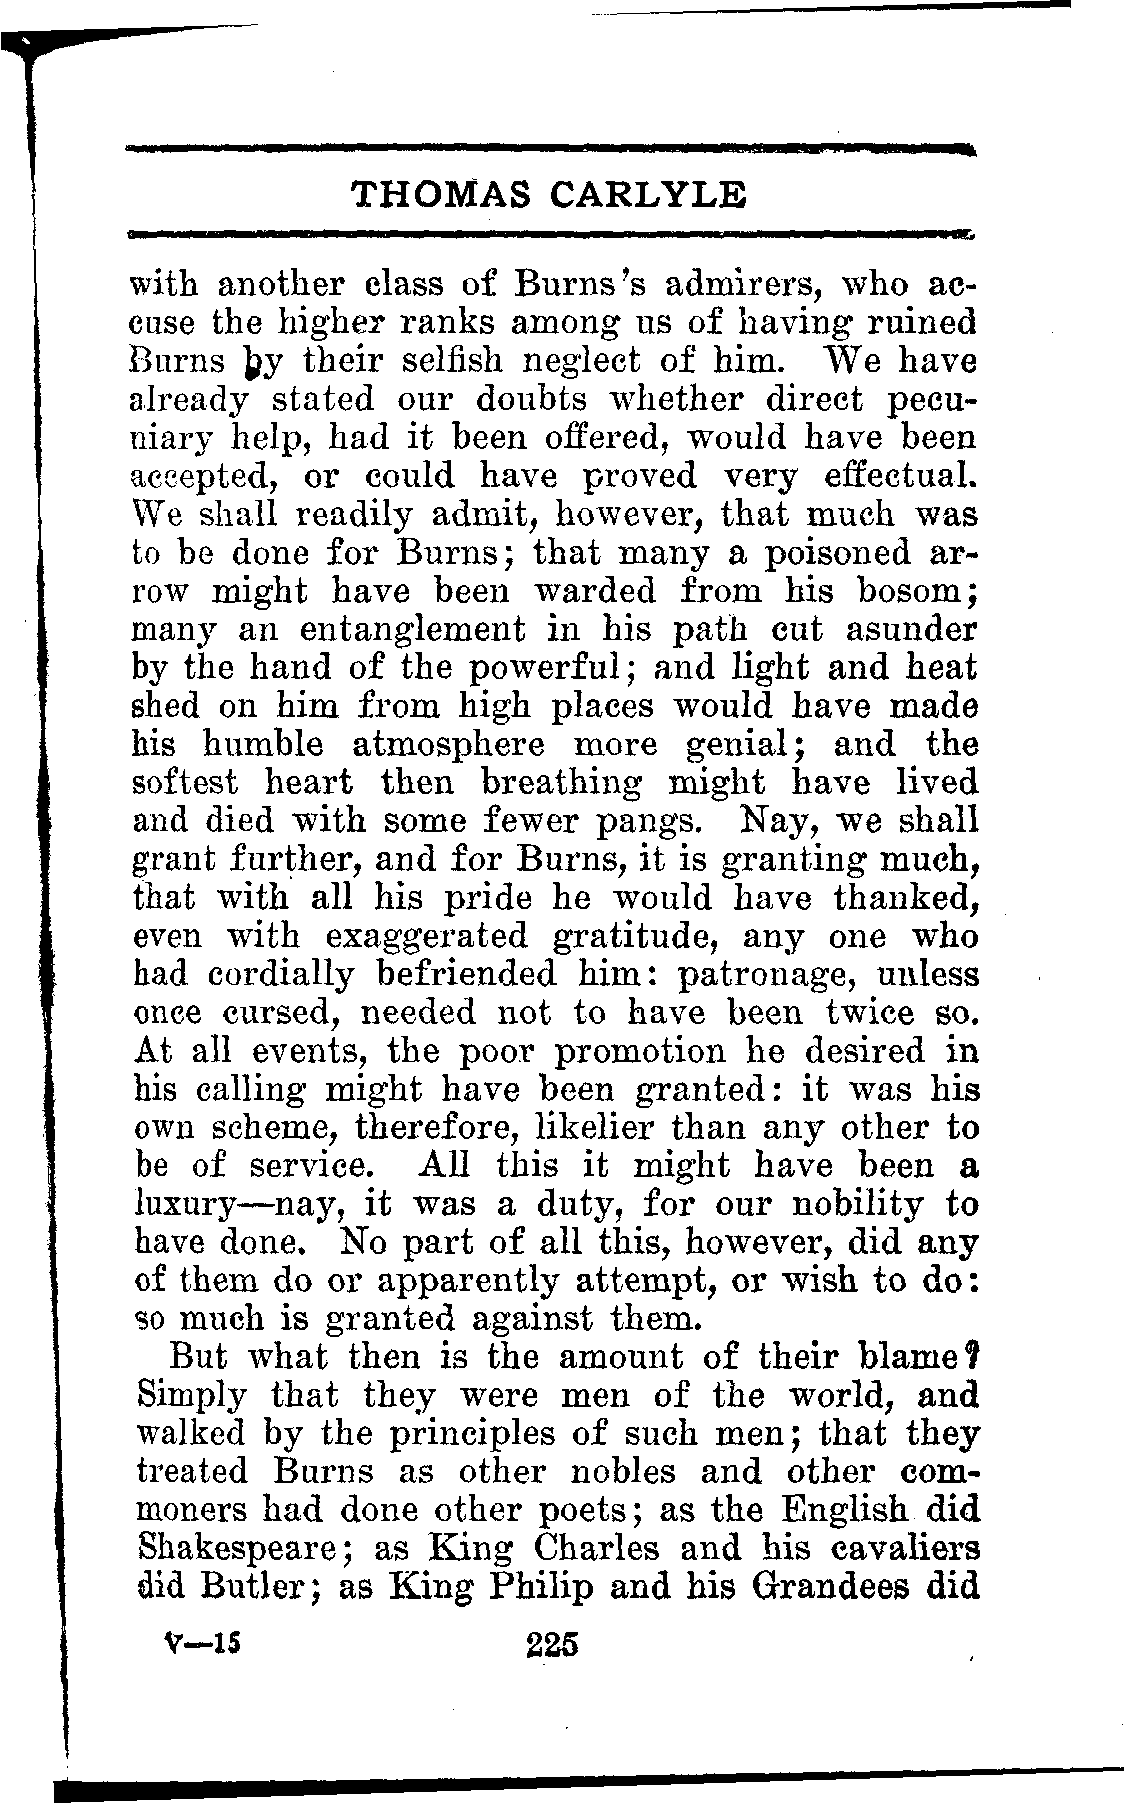 THOMAS CARLYLE
with another class of Burns's admirers, who ac-
cuse the higher ranks among us of having ruined
Burns by their selfish neglect of him. We have
already stated our doubts whether direct pecu-
niary help, had it been offered, would have been
accepted, or could have proved very effectual.
We shall readily admit, however, that much was
to be done for Burns; that many a poisoned ar-
row might have been warded from his bosom;
many an entanglement in his path cut asunder
by the hand of the powerful; and light and heat
shed on him from high places would have made
his humble atmosphere more genial; and the
softest heart then breathing might have lived
and died with some fewer pangs. Nay, we shall
grant further, and for Burns, it is granting much,
that with all his pride he would have thanked,
even with exaggerated gratitude, any one who
had cordially befriended him: patronage, unless
once cursed, needed not to have been twice so.
At all events, the poor promotion he desired in
his calling might have been granted: it was his
own scheme, therefore, likelier than any other to
be of service. All this it might have been a
luxury—nay, it was a duty, for our nobility to
have done. No part of all this, however, did any
of them do or apparently attempt, or wish to do:
so much is granted against them.
But what then is the amount of their blame?
Simply that they were men of the world, and
walked by the principles of such men; that they
treated Burns as other nobles and other com-
moners had done other poets; as the English did
Shakespeare; as King Charles and his cavaliers
did Butler; as King Philip and his Grandees did
V—15 225